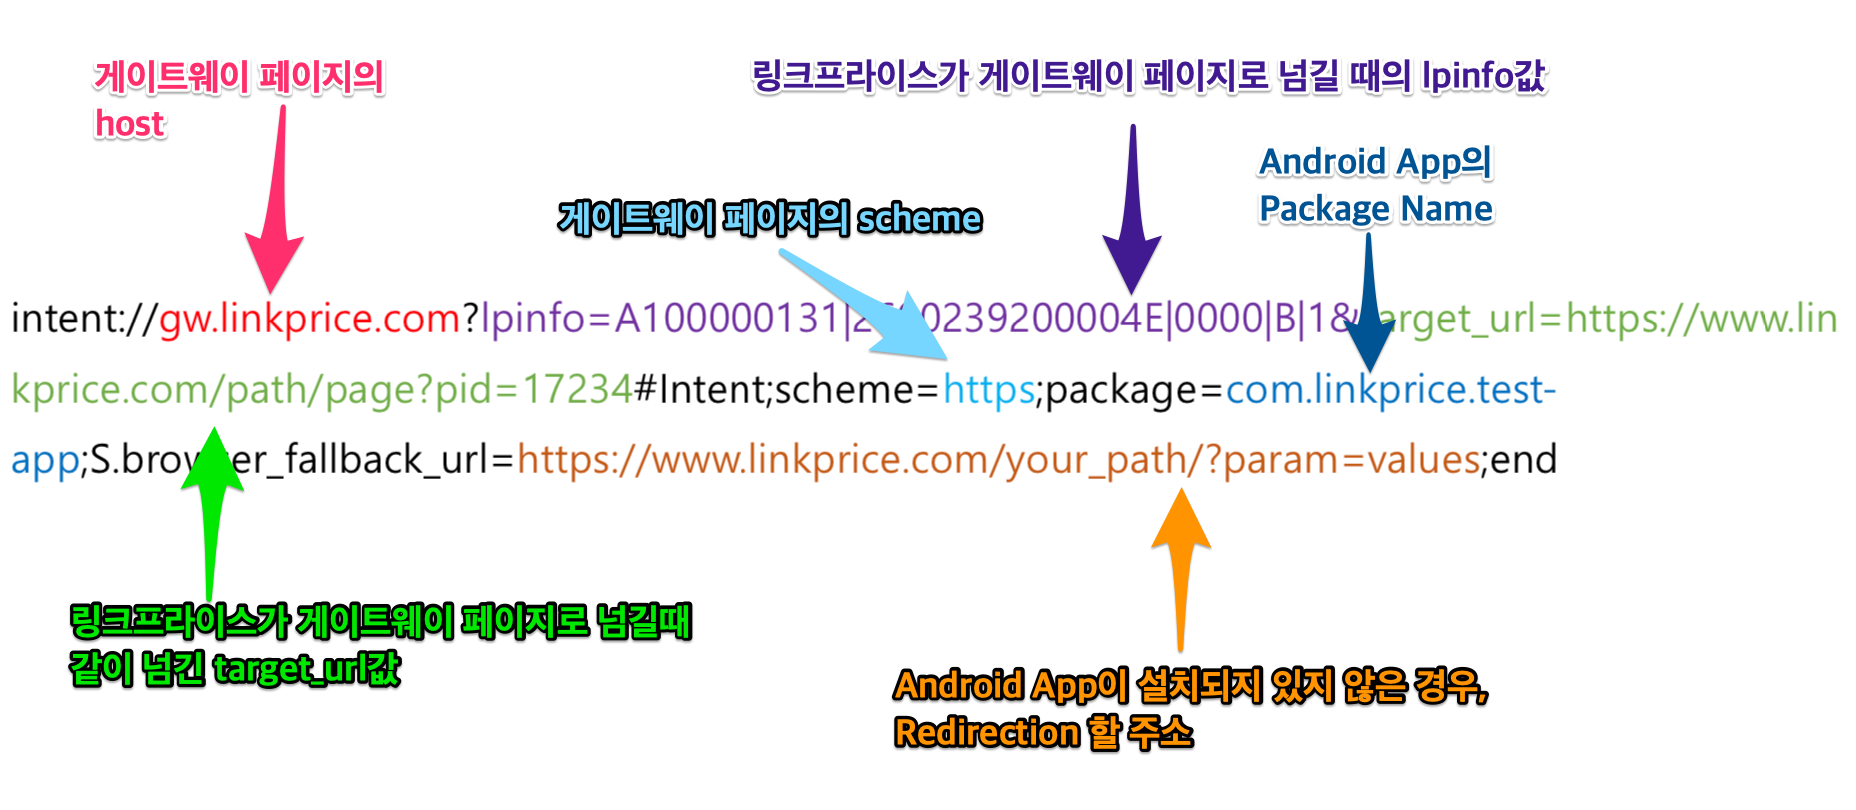 게이트웨이 페이지의
host
링크프라이스가 게이트웨이 페이지로 넘길 때의 lpinfo값
Android App의
Package Name
게이트웨이 페이지의 scheme
intent://gw.linkprice.com?lpinfo=A100000131| 0239200004E|0000|B|1& arget_url=https://www.lin
kprice.com/path/page?pid=17234#Intent;scheme=https;package=com.linkprice.test-
app;S.browser_fallback_url=https://www.linkprice.com/your_path/?param=values;end
링크프라이스가 게이트웨이 페이지로 넘길때
같이 넘긴 target_url값
Android App이 설치되지 있지 않은 경우,
Redirection 할 주소